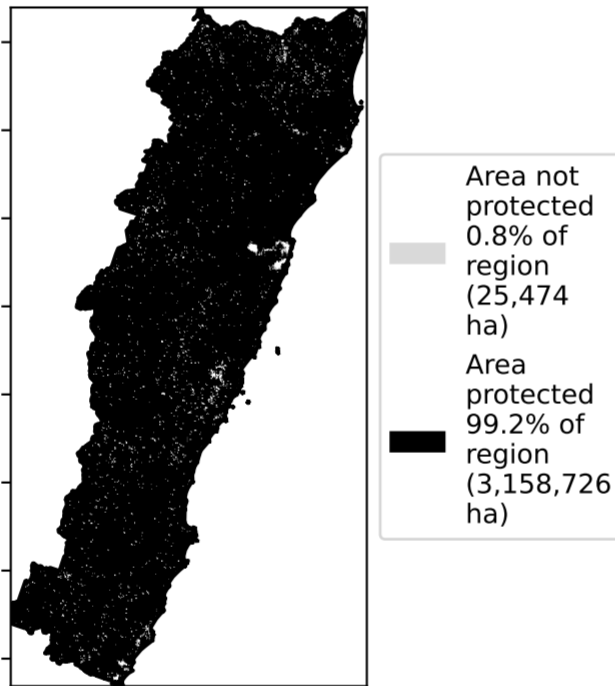 Area not
protected
0.8% of
region
(25,474
ha)
Area
protected
99.2% of
region
(3,158,726
ha)